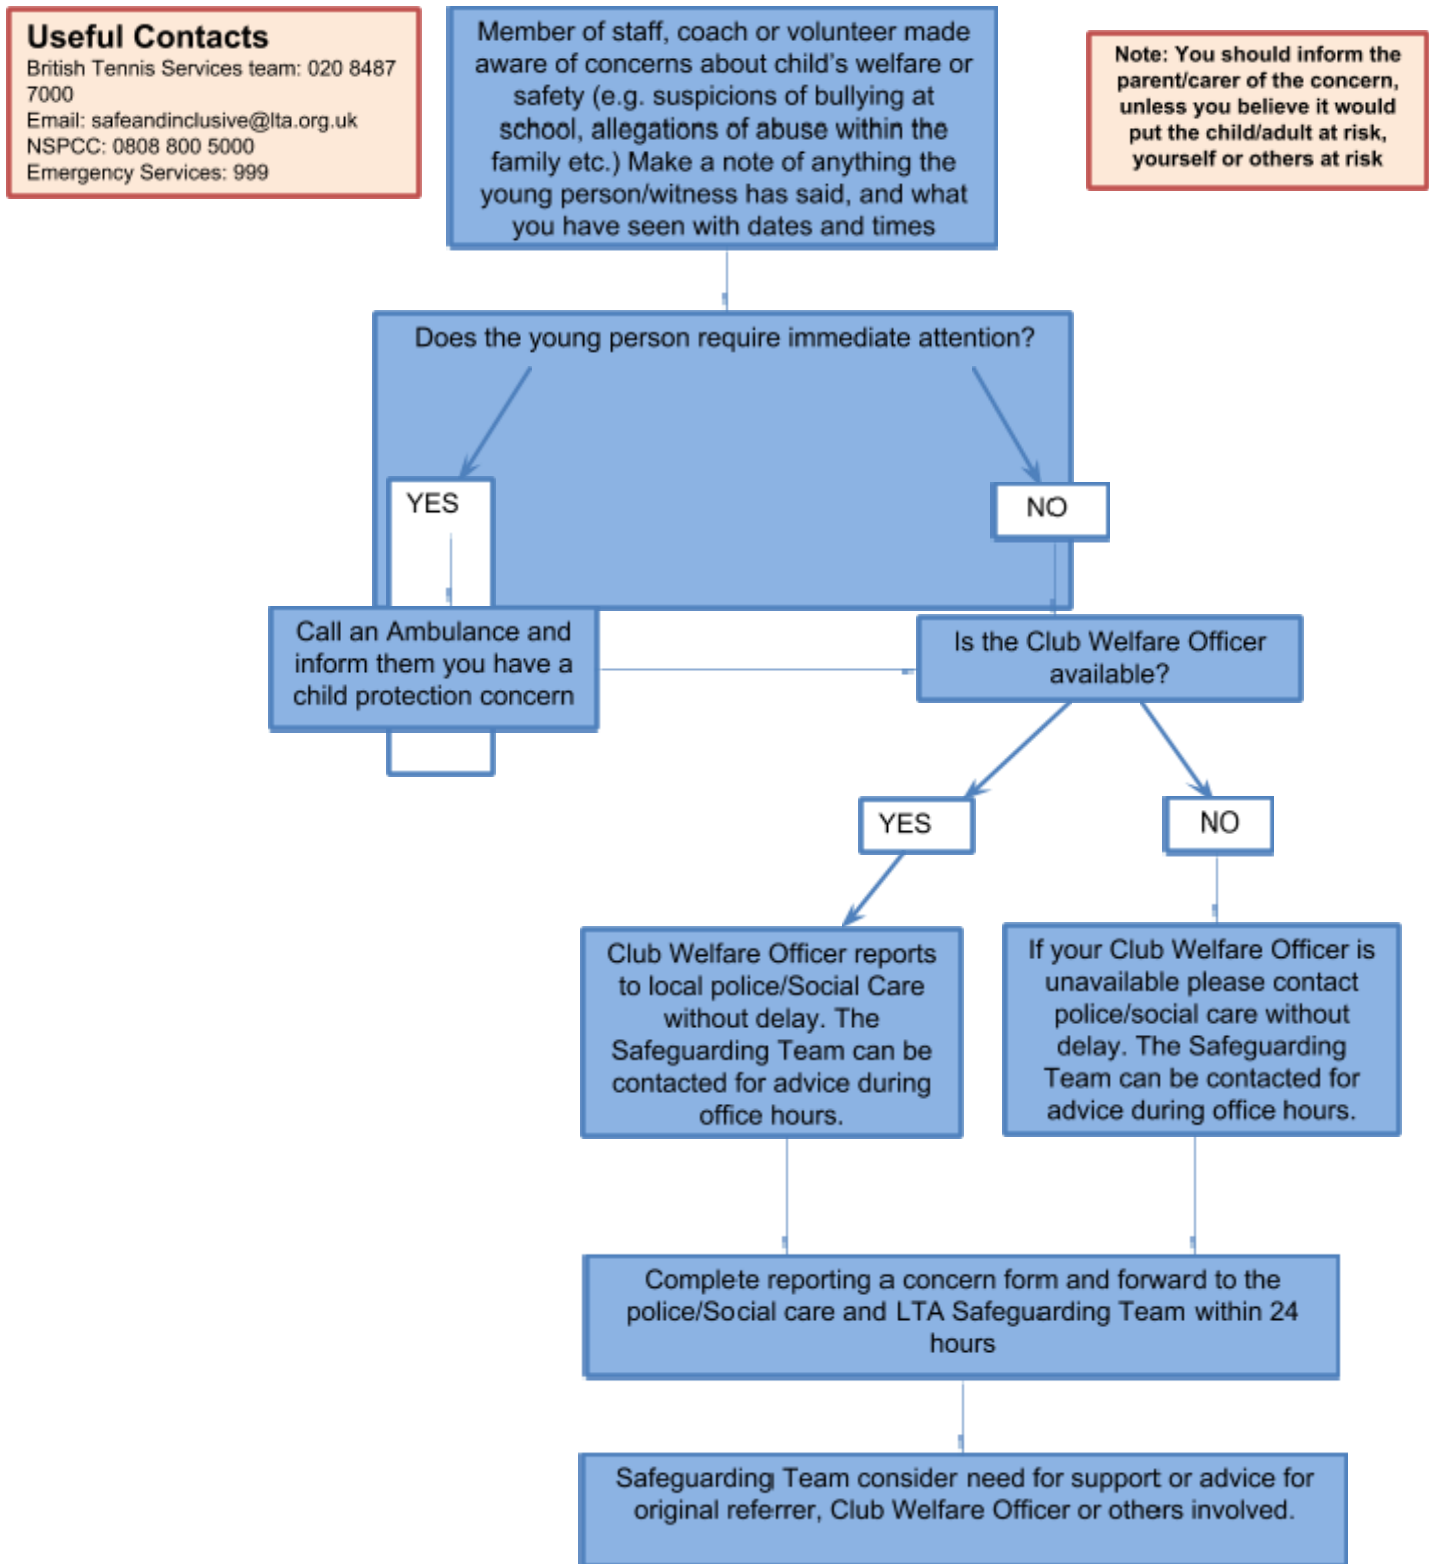 Useful Contacts
British Tennis Services team: 020 8487
7000
Email: safeandinclusive@lta.org.uk
NSPCC: 0808 800 5000
Emergency Services: 999
Member of staff, coach or volunteer made
aware of concerns about child's welfare or
safety (e.g. suspicions of bullying at
school, allegations of abuse within the
family etc.) Make a note of anything the
young person/witness has said, and what
you have seen with dates and times
Note: You should inform the
parent/carer of the concern,
unless you believe it would
put the child/adult at risk,
yourself or others at risk
Does the young person require immediate attention?
YES
NO
Call an Ambulance and
inform them you have a
child protection concern
Is the Club Welfare Officer
available?
YES
NO
Club Welfare Officer reports
to local police/Social Care
without delay. The
Safeguarding Team can be
contacted for advice during
office hours.
If your Club Welfare Officer is
unavailable please contact
police/social care without
delay. The Safeguarding
Team can be contacted for
advice during office hours.
Complete reporting a concern form and forward to the
police/Social care and LTA Safeguarding Team within 24
hours
Safeguarding Team consider need for support or advice for
original referrer, Club Welfare Officer or others involved.